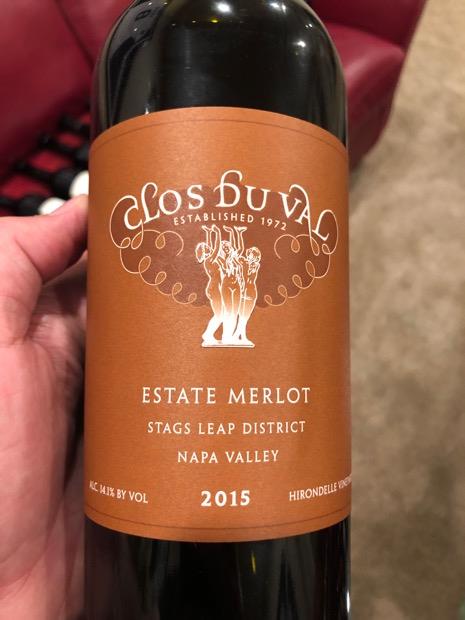 CLOS DU VAL
ESTABLISHED 1972
ESTATE MERLOT
STAGS LEAP DISTRICT
NAPA VALLEY
ALC. 14.1% BY VOL
2015
HIRONDELLE